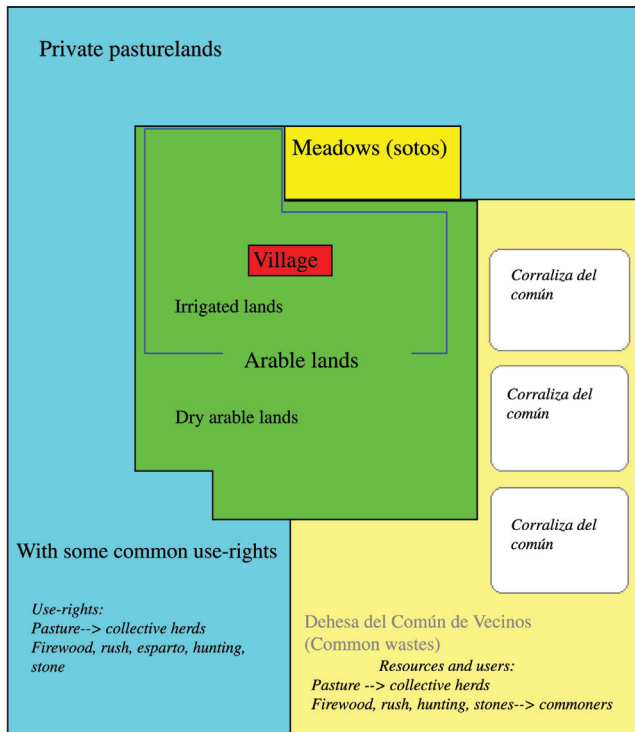 Private pasturelands
Meadows (sotos)
Village
Irrigated lands
Arable lands
Dry arable lands
Corraliza del
común
Corraliza del
común
Corraliza del
común
With some common use-rights
Use-rights:
Pasture--> collective herds
Firewood, rush, esparto, hunting,
stone
Dehesa del Común de Vecinos
(Common wastes)
Resources and users:
Pasture --> collective herds
Firewood, rush, hunting, stones--> commoners